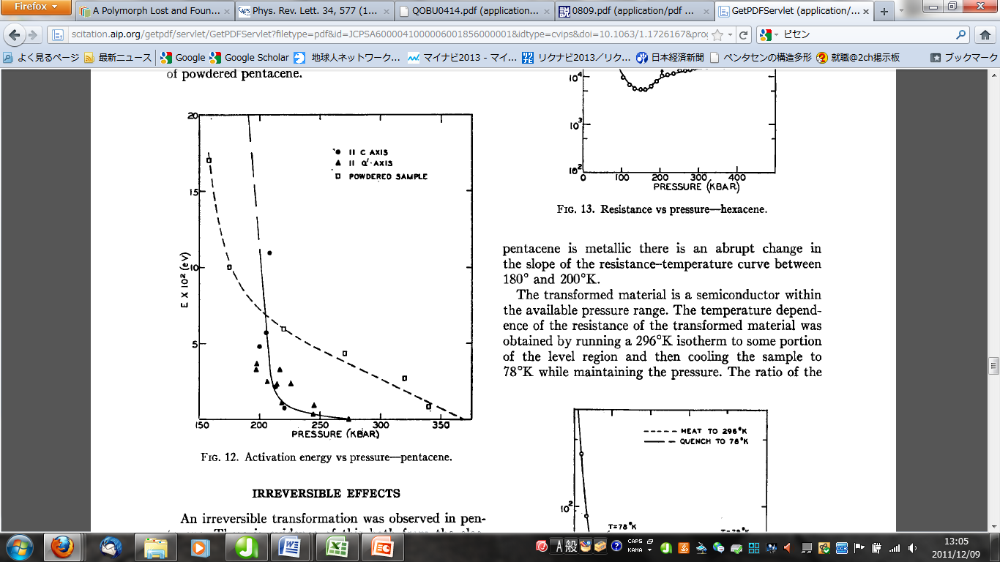 Firefox
A Polymorph Lost and Foun...
Phys. Rev. Lett. 34, 577 (1...
QOBU0414.pdf (application...
0809.pdf (application/pdf ...
GetPDFServlet (application/...
scitation.aip.org/getpdf/servlet/GetPDFServlet?filetype=pdf&id=JCPSA6000041000006001856000001&idtype=cvips&doi=10.1063/1.1726167&prog
ピセン
よく見るページ
最新ニュース
Google
Google Scholar
地球人ネットワーク...
マイナビ2013 - マイ...
リクナビ2013／リク...
日本経済新聞
ペンタセンの構造多形
就職@2ch掲示板
ブックマーク
of powdered pentacene.
20
15
10
5
E X 10² (eV)
150 200 250 300 350
PRESSURE (KBAR)
II C AXIS
II a'-AXIS
POWDERED SAMPLE
FIG. 12. Activation energy vs pressure—pentacene.
IRREVERSIBLE EFFECTS
An irreversible transformation was observed in pen-
10⁴
10³
10²
0 100 200 300 400
PRESSURE (KBAR)
FIG. 13. Resistance vs pressure—hexacene.
pentacene is metallic there is an abrupt change in
the slope of the resistance–temperature curve between
180° and 200°K.
The transformed material is a semiconductor within
the available pressure range. The temperature depend-
ence of the resistance of the transformed material was
obtained by running a 296°K isotherm to some portion
of the level region and then cooling the sample to
78°K while maintaining the pressure. The ratio of the
HEAT TO 296°K
QUENCH TO 78°K
10²
T=78°K
T=78°K
A 般
CAPS
KANA
13:05
2011/12/09